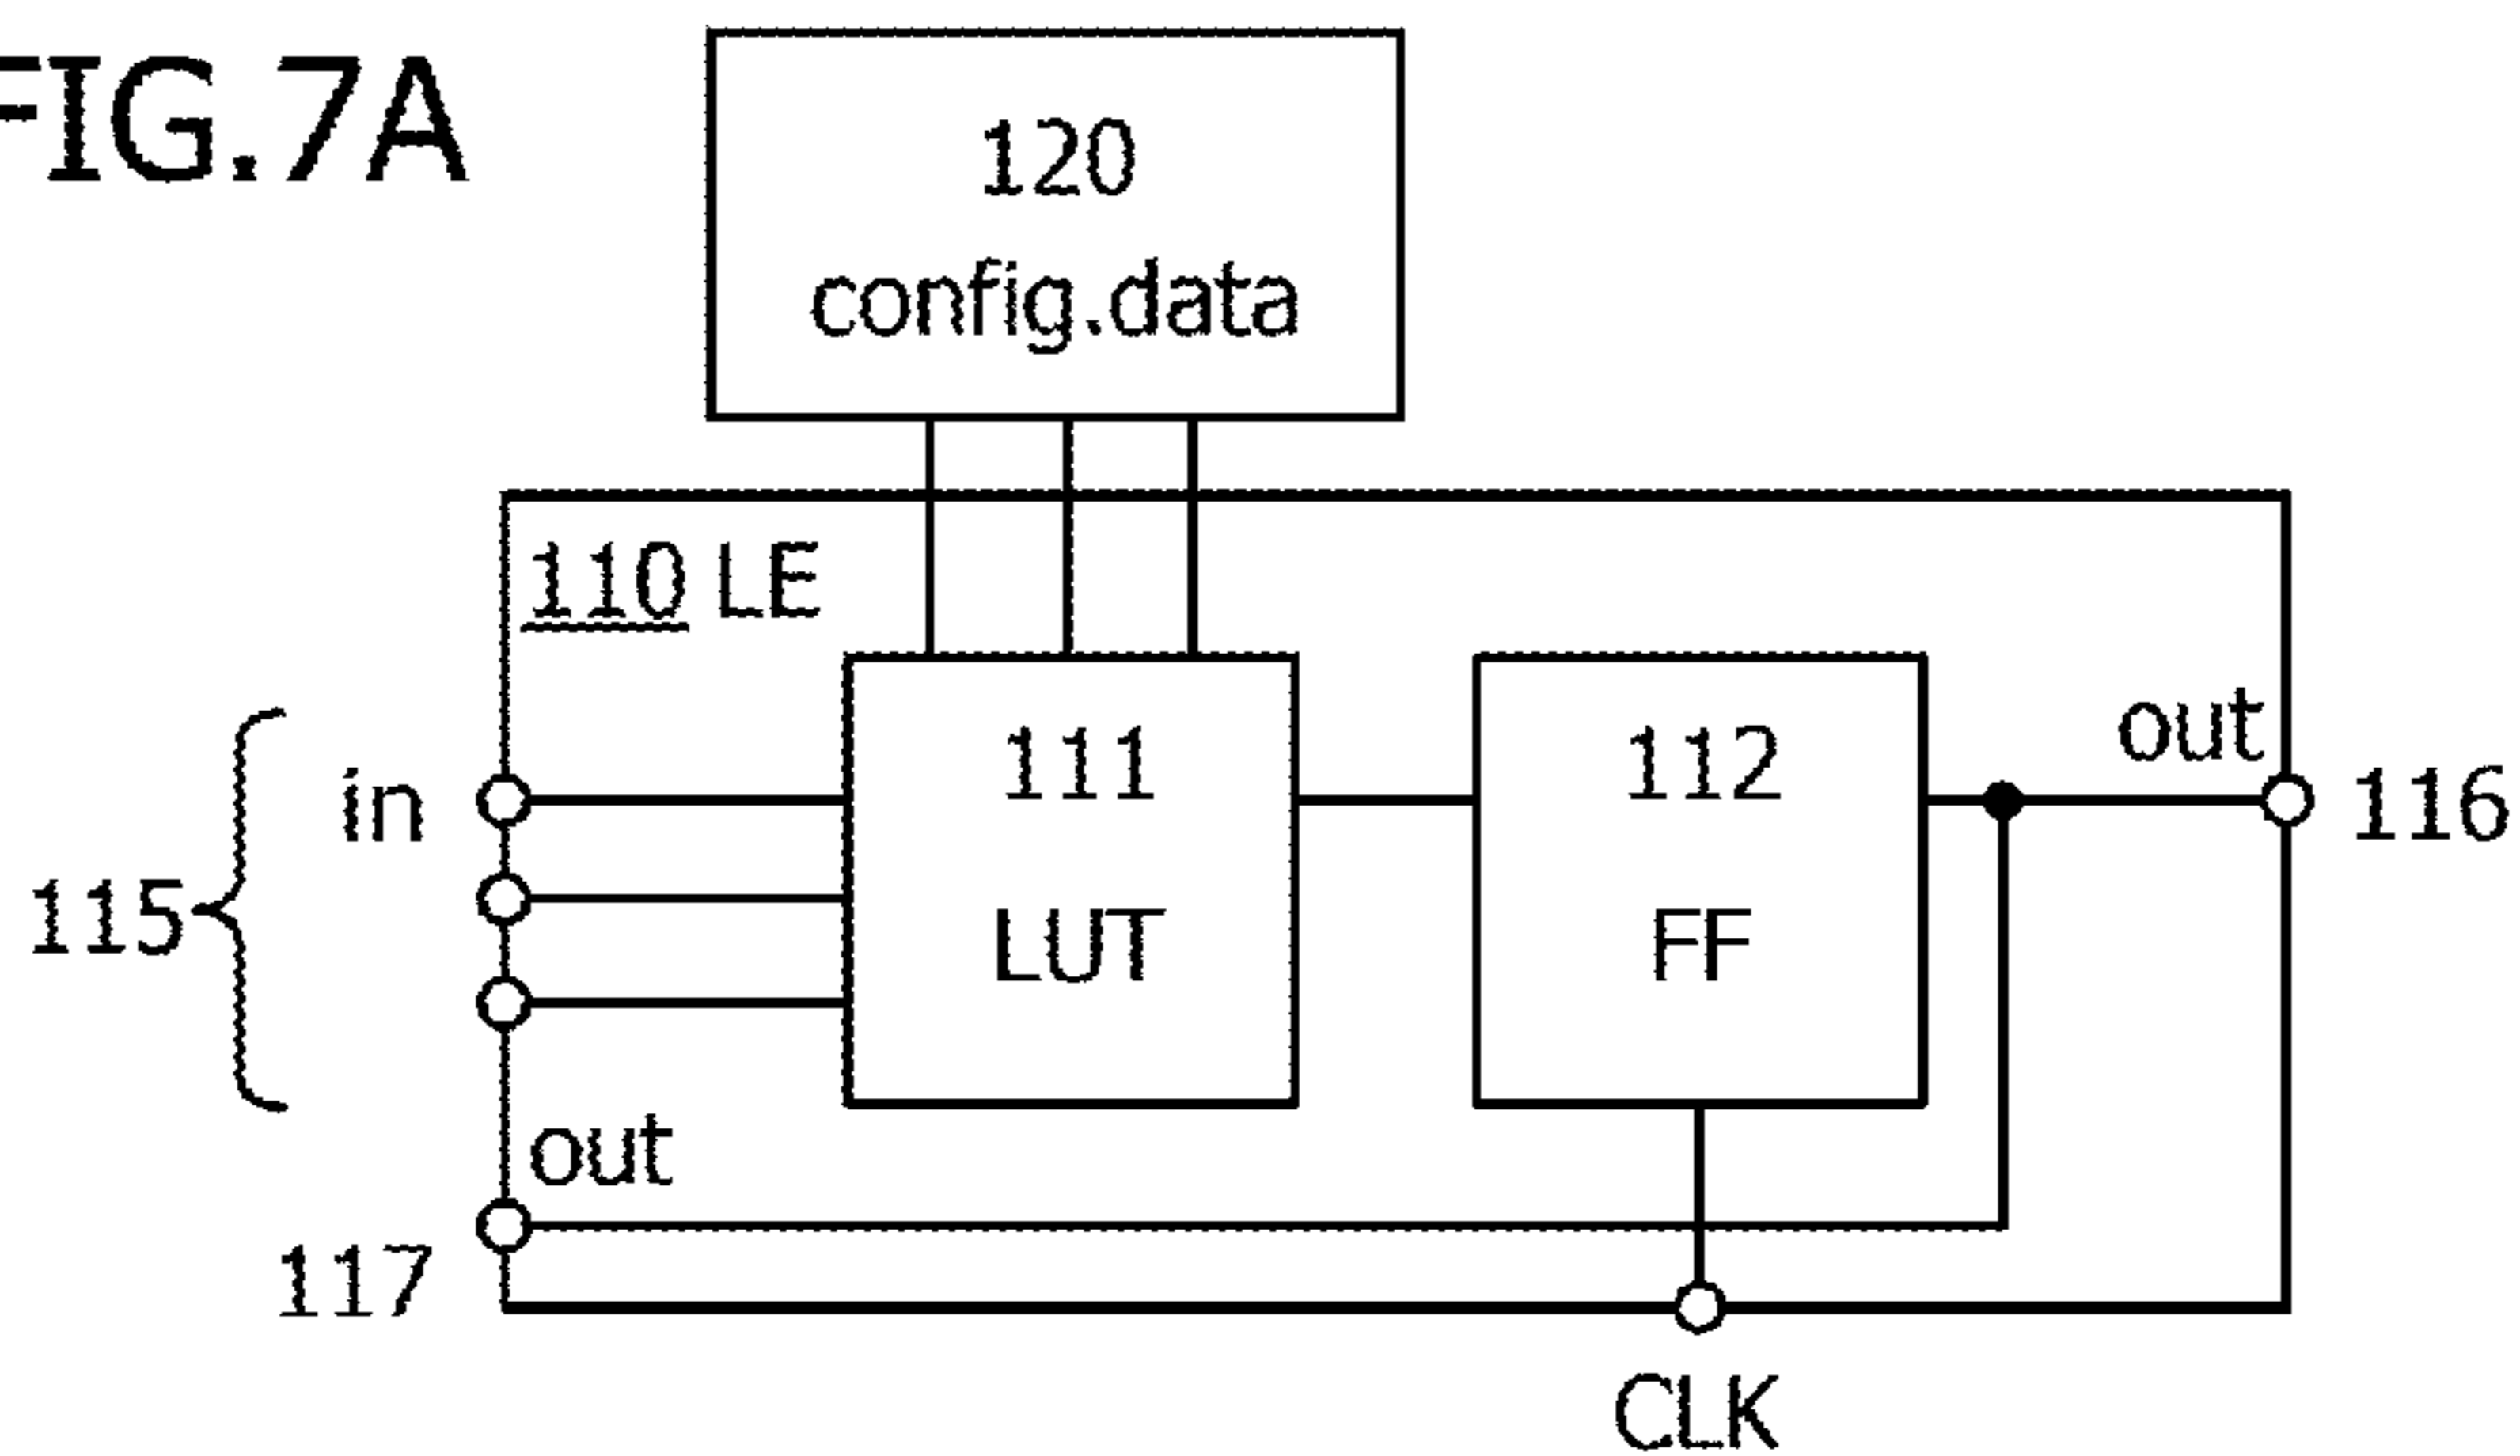 FIG.7A
120
config.data
110 LE
111
LUT
112
FF
in
115
out
116
out
117
CLK